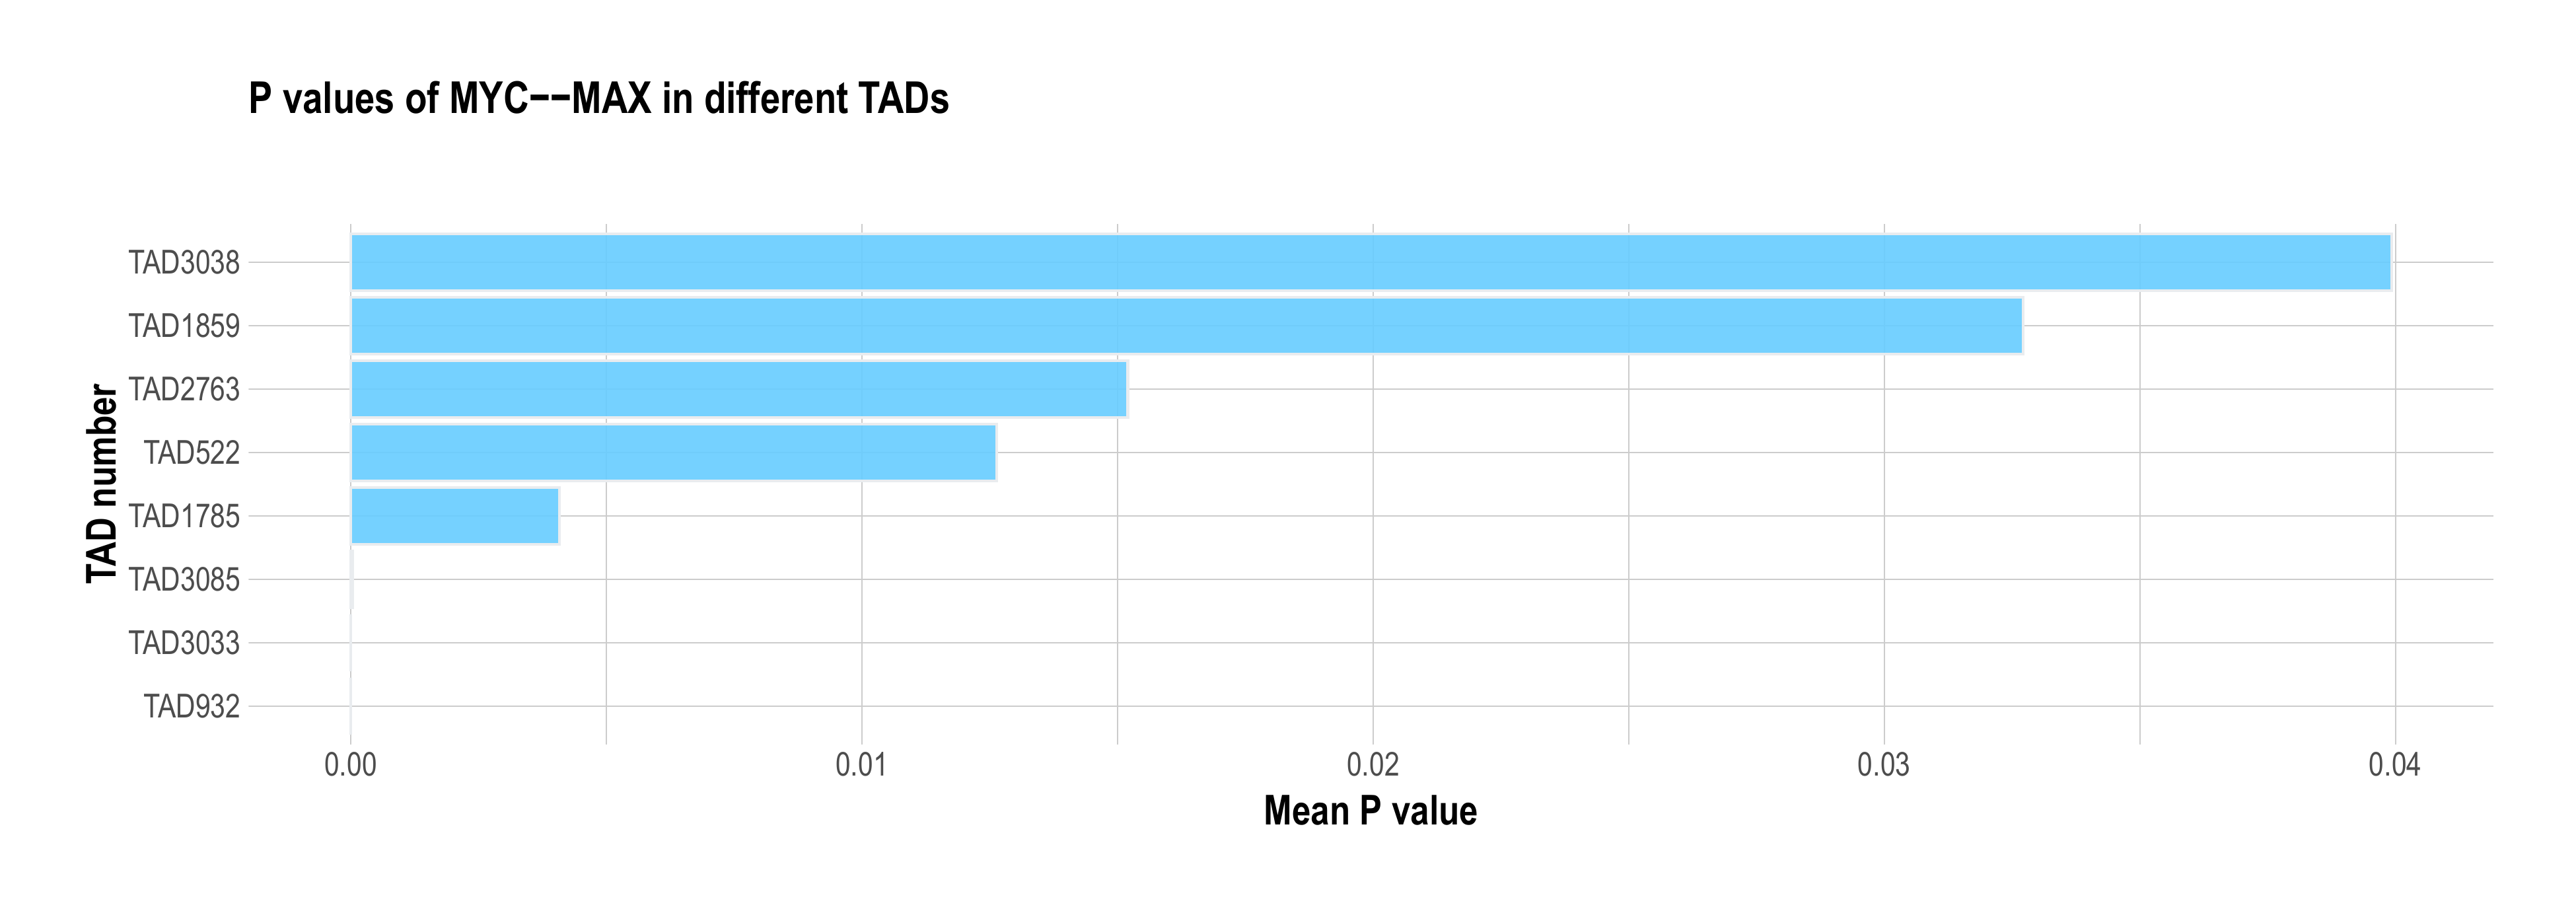 P values of MYC−−MAX in different TADs
TAD number
TAD3038
TAD1859
TAD2763
TAD522
TAD1785
TAD3085
TAD3033
TAD932
0.00 0.01 0.02 0.03 0.04
Mean P value